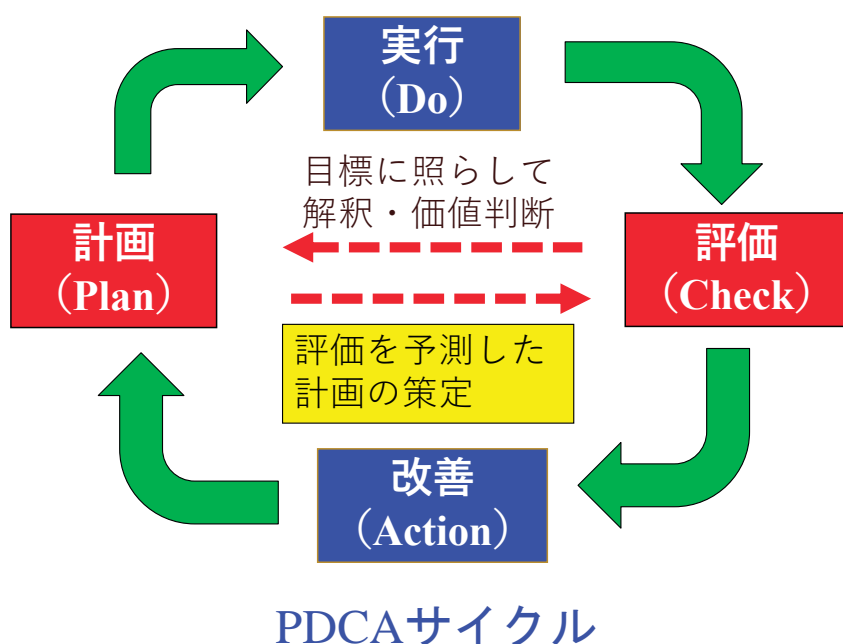 実行
（Do）
目標に照らして
解釈・価値判断
計画
（Plan）
評価
（Check）
評価を予測した
計画の策定
改善
（Action）
PDCAサイクル